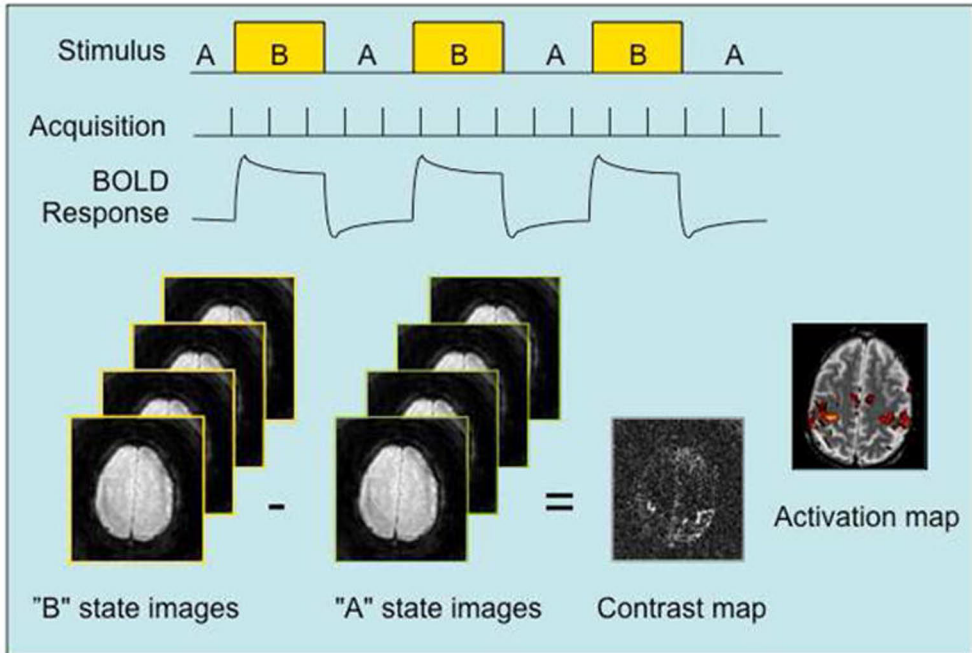 Stimulus A B A B A B A
Acquisition
BOLD
Response
- =
Activation map
”B" state images "A" state images Contrast map